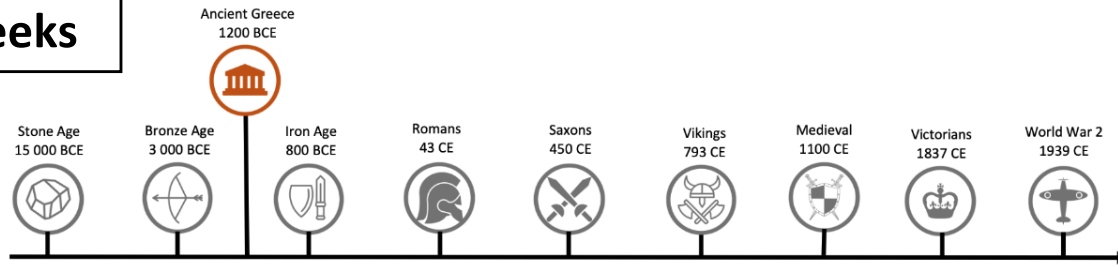 eeks
Ancient Greece
1200 BCE
Stone Age
15 000 BCE
Bronze Age
3 000 BCE
Iron Age
800 BCE
Romans
43 CE
Saxons
450 CE
Vikings
793 CE
Medieval
1100 CE
Victorians
1837 CE
World War 2
1939 CE